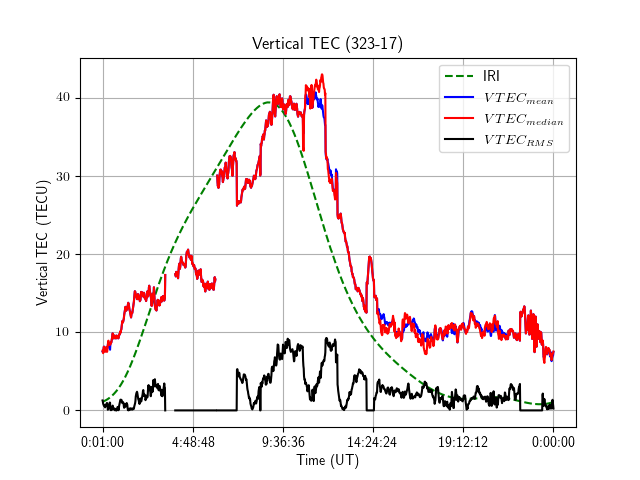 Vertical TEC (323-17)
IRI
VTEC_mean
VTEC_median
VTEC_RMS
Vertical TEC (TECU)
40
30
20
10
0
0:01:00 4:48:48 9:36:36 14:24:24 19:12:12 0:00:00
Time (UT)